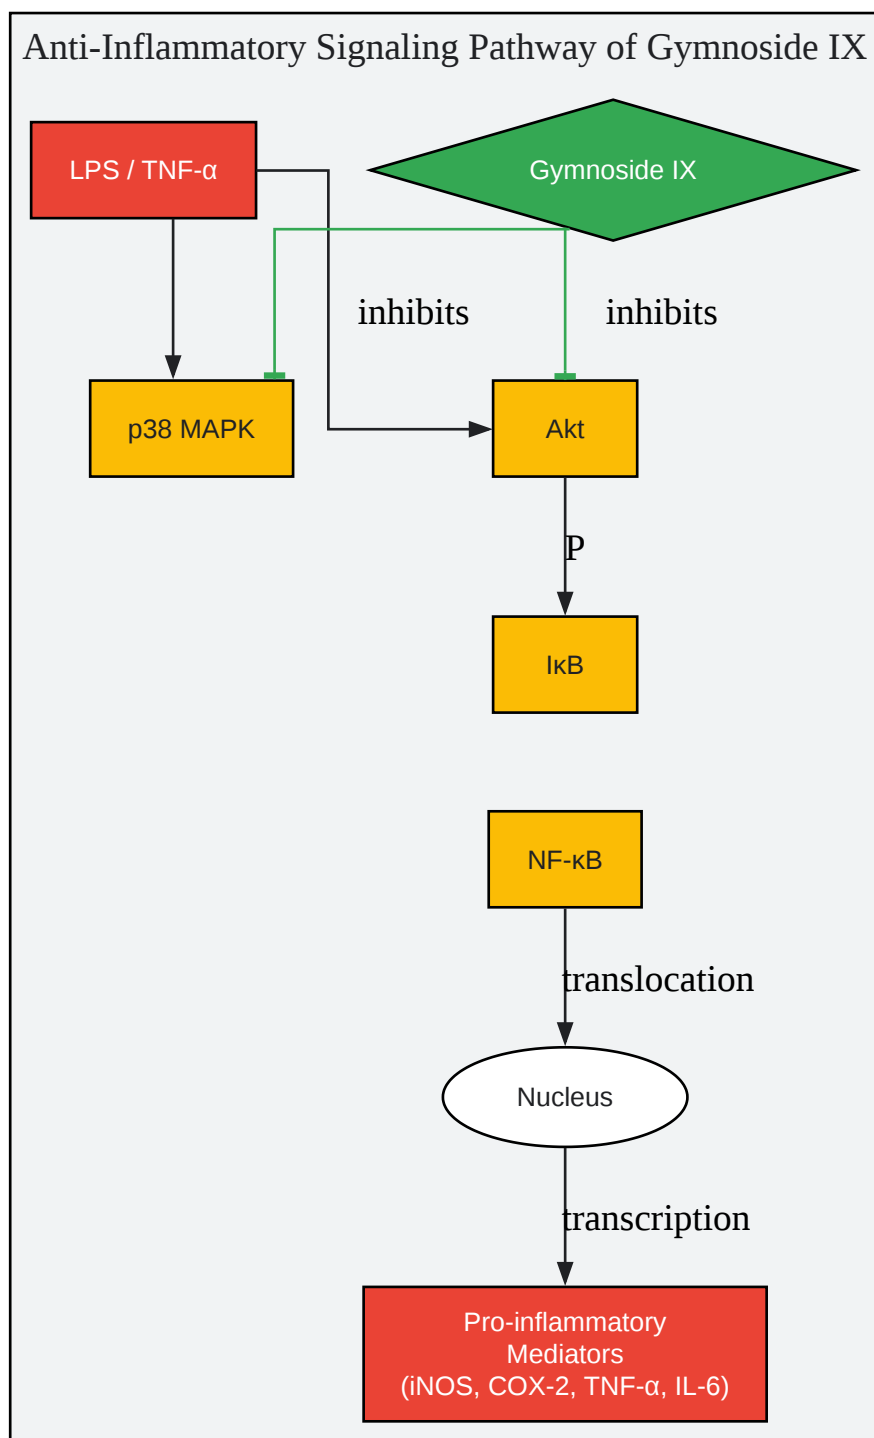 Anti-Inflammatory Signaling Pathway of Gymnoside IX
LPS / TNF-α
Gymnoside IX
inhibits
inhibits
p38 MAPK
Akt
P
IκB
NF-κB
translocation
Nucleus
transcription
Pro-inflammatory
Mediators
(iNOS, COX-2, TNF-α, IL-6)